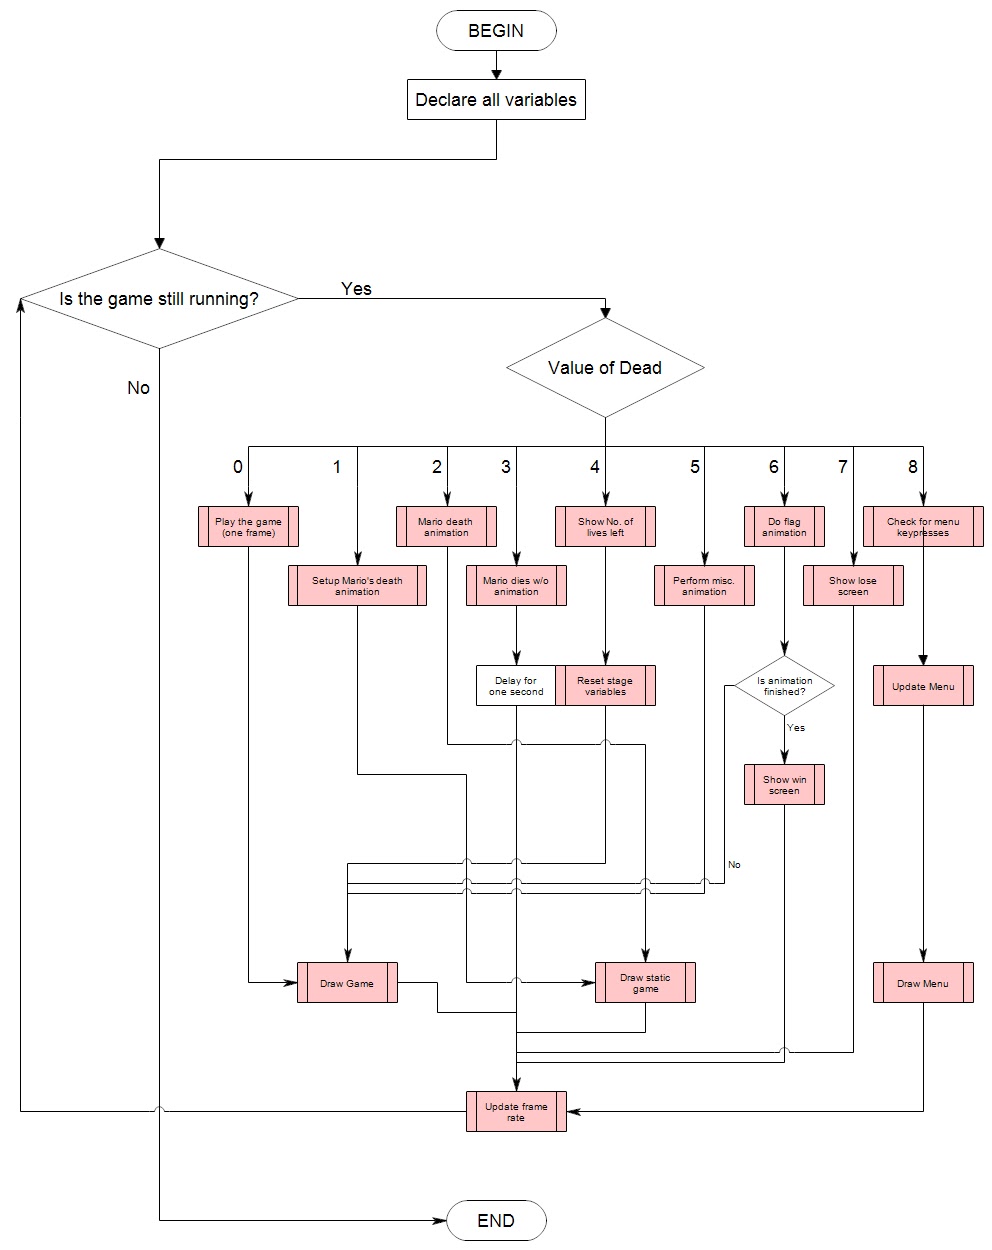 BEGIN
Declare all variables
Is the game still running?
Yes
No
Value of Dead
0
1
2
3
4
5
6
7
8
Play the game
(one frame)
Mario death
animation
Show No. of
lives left
Do flag
animation
Check for menu
keypresses
Setup Mario's death
animation
Mario dies w/o
animation
Perform misc.
animation
Show lose
screen
Delay for
one second
Reset stage
variables
Is animation
finished?
Update Menu
Yes
Show win
screen
No
Draw Game
Draw static
game
Draw Menu
Update frame
rate
END